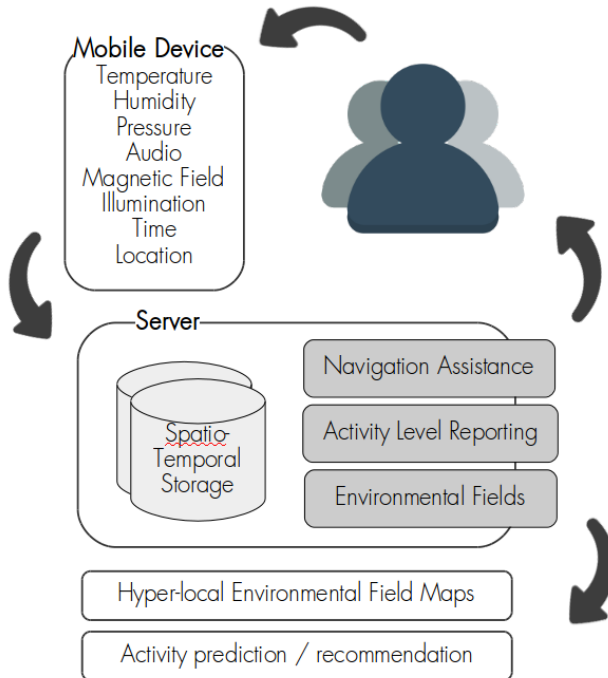 Mobile Device
Temperature
Humidity
Pressure
Audio
Magnetic Field
Illumination
Time
Location
Server
Spatio-
Temporal
Storage
Navigation Assistance
Activity Level Reporting
Environmental Fields
Hyper-local Environmental Field Maps
Activity prediction / recommendation